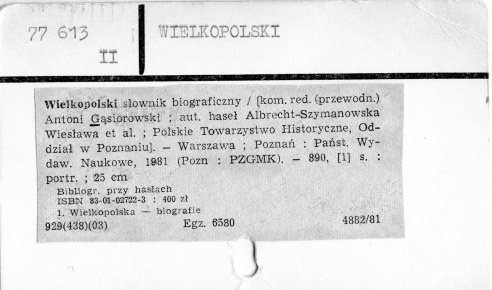 77 613
II
WIELKOPOLSKI
Wielkopolski słownik biograficzny / [kom. red. (przewodn.)
Antoni Gąsiorowski ; aut. haseł Albrecht-Szymanowska
Wiesława et al. ; Polskie Towarzystwo Historyczne, Od-
dział w Poznaniu]. — Warszawa ; Poznań : Państ. Wy-
daw. Naukowe, 1981 (Pozn : PZGMK). — 890, [1] s. :
portr. ; 25 cm
Bibliogr. przy hasłach
ISBN 83-01-02722-3 : 400 zł
1. Wielkopolska — biografie
929(438)(03) Egz. 6580 4882/81